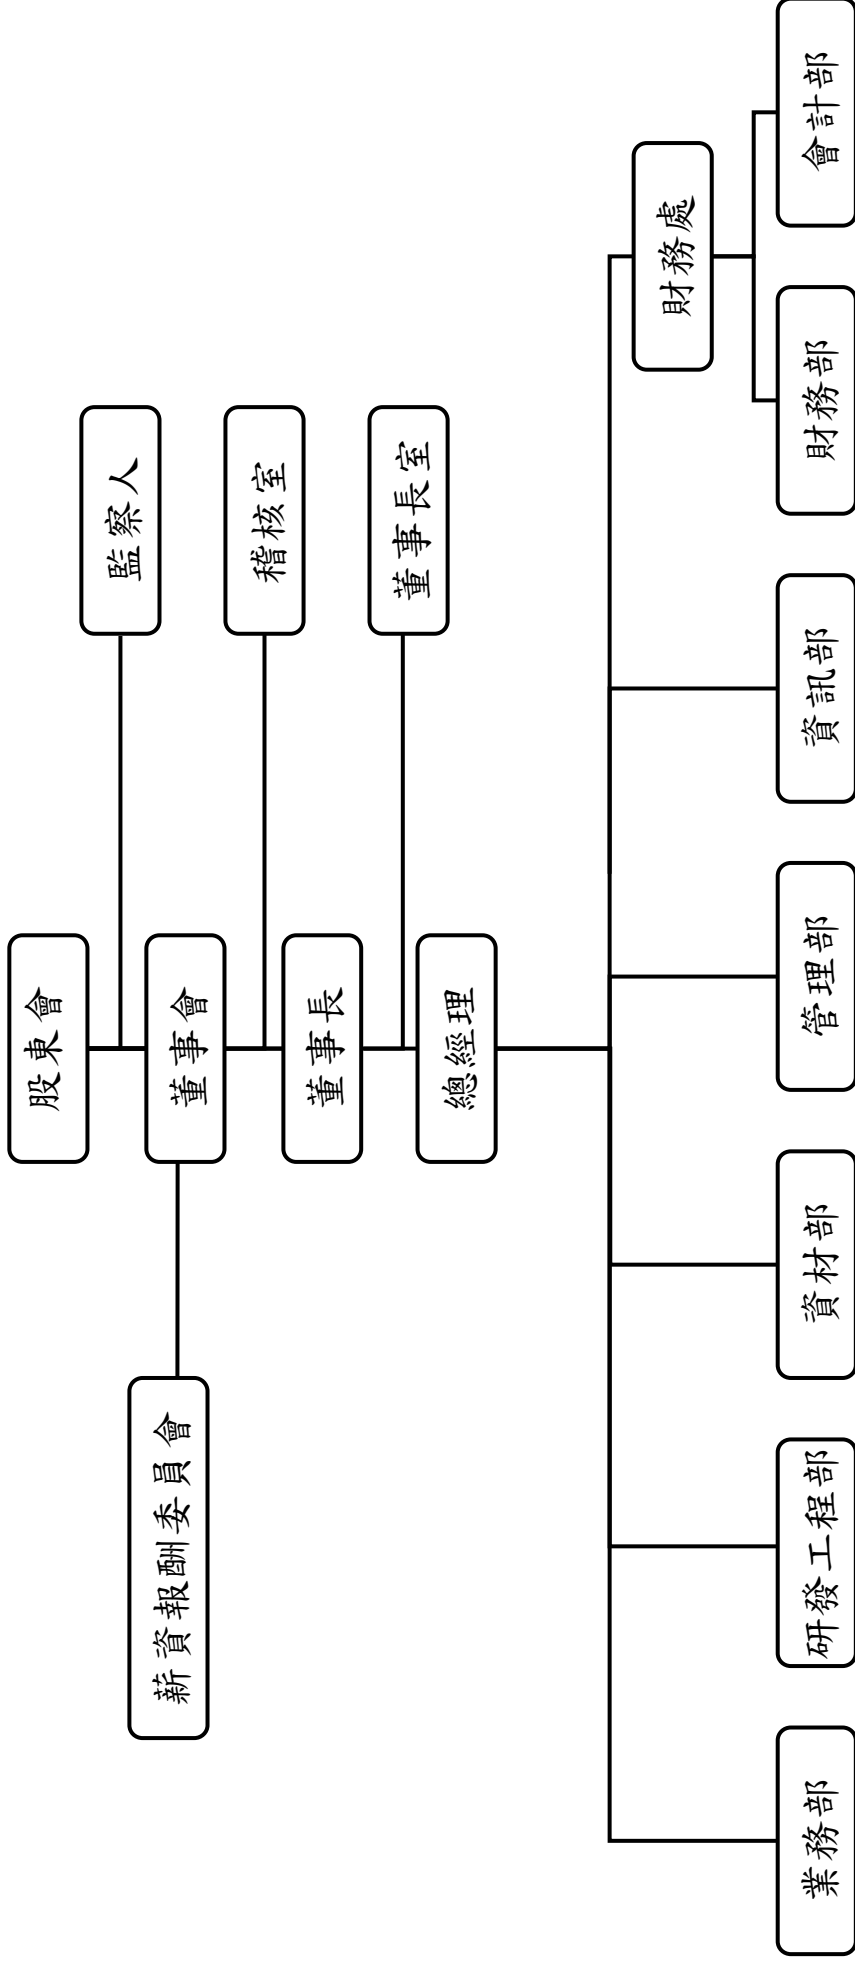 股東會
監察人
董事會
薪資報酬委員會
稽核室
董事長
董事長室
總經理
財務處
業務部
研發工程部
資材部
管理部
資訊部
財務部
會計部